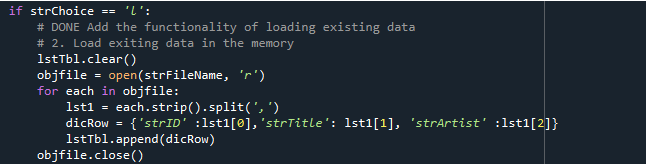 if strChoice == 'l':
    # DONE Add the functionality of loading existing data
    # 2. Load exiting data in the memory
    lstTbl.clear()
    objfile = open(strFileName, 'r')
    for each in objfile:
        lst1 = each.strip().split(',')
        dicRow = {'strID' :lst1[0],'strTitle': lst1[1], 'strArtist' :lst1[2]}
        lstTbl.append(dicRow)
    objfile.close()